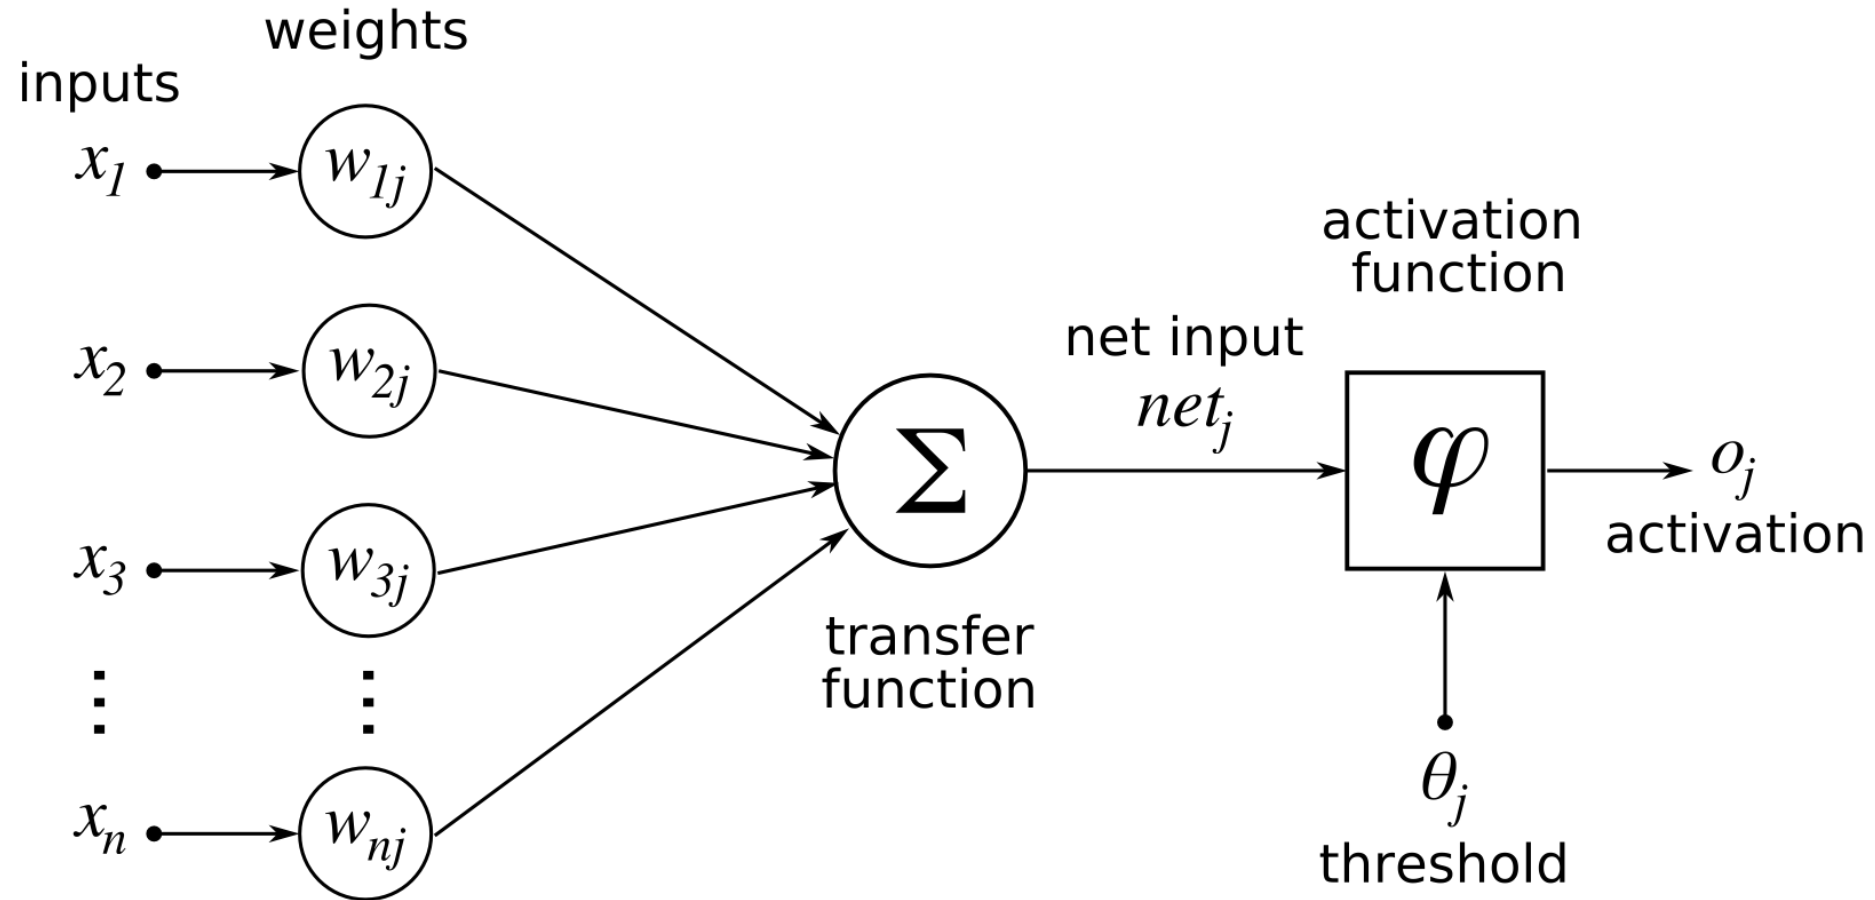 weights
inputs
x1
w1j
x2
w2j
x3
w3j
⋮ ⋮
xn
wnj
Σ
transfer
function
net input
netj
activation
function
φ
oj
activation
θj
threshold